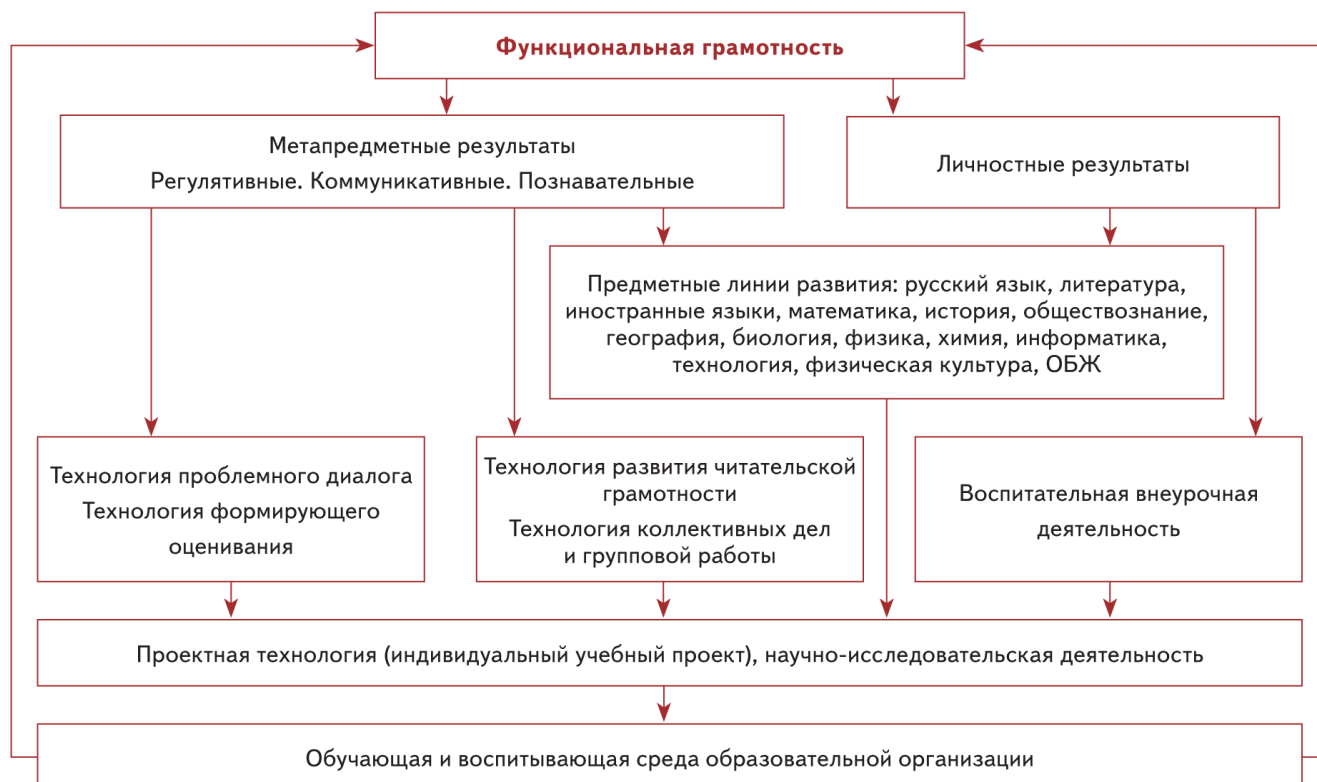 Функциональная грамотность
Метапредметные результаты
Регулятивные. Коммуникативные. Познавательные
Личностные результаты
Предметные линии развития: русский язык, литература,
иностранные языки, математика, история, обществознание,
география, биология, физика, химия, информатика,
технология, физическая культура, ОБЖ
Технология проблемного диалога
Технология формирующего
оценивания
Технология развития читательской
грамотности
Технология коллективных дел
и групповой работы
Воспитательная внеурочная
деятельность
Проектная технология (индивидуальный учебный проект), научно-исследовательская деятельность
Обучающая и воспитывающая среда образовательной организации